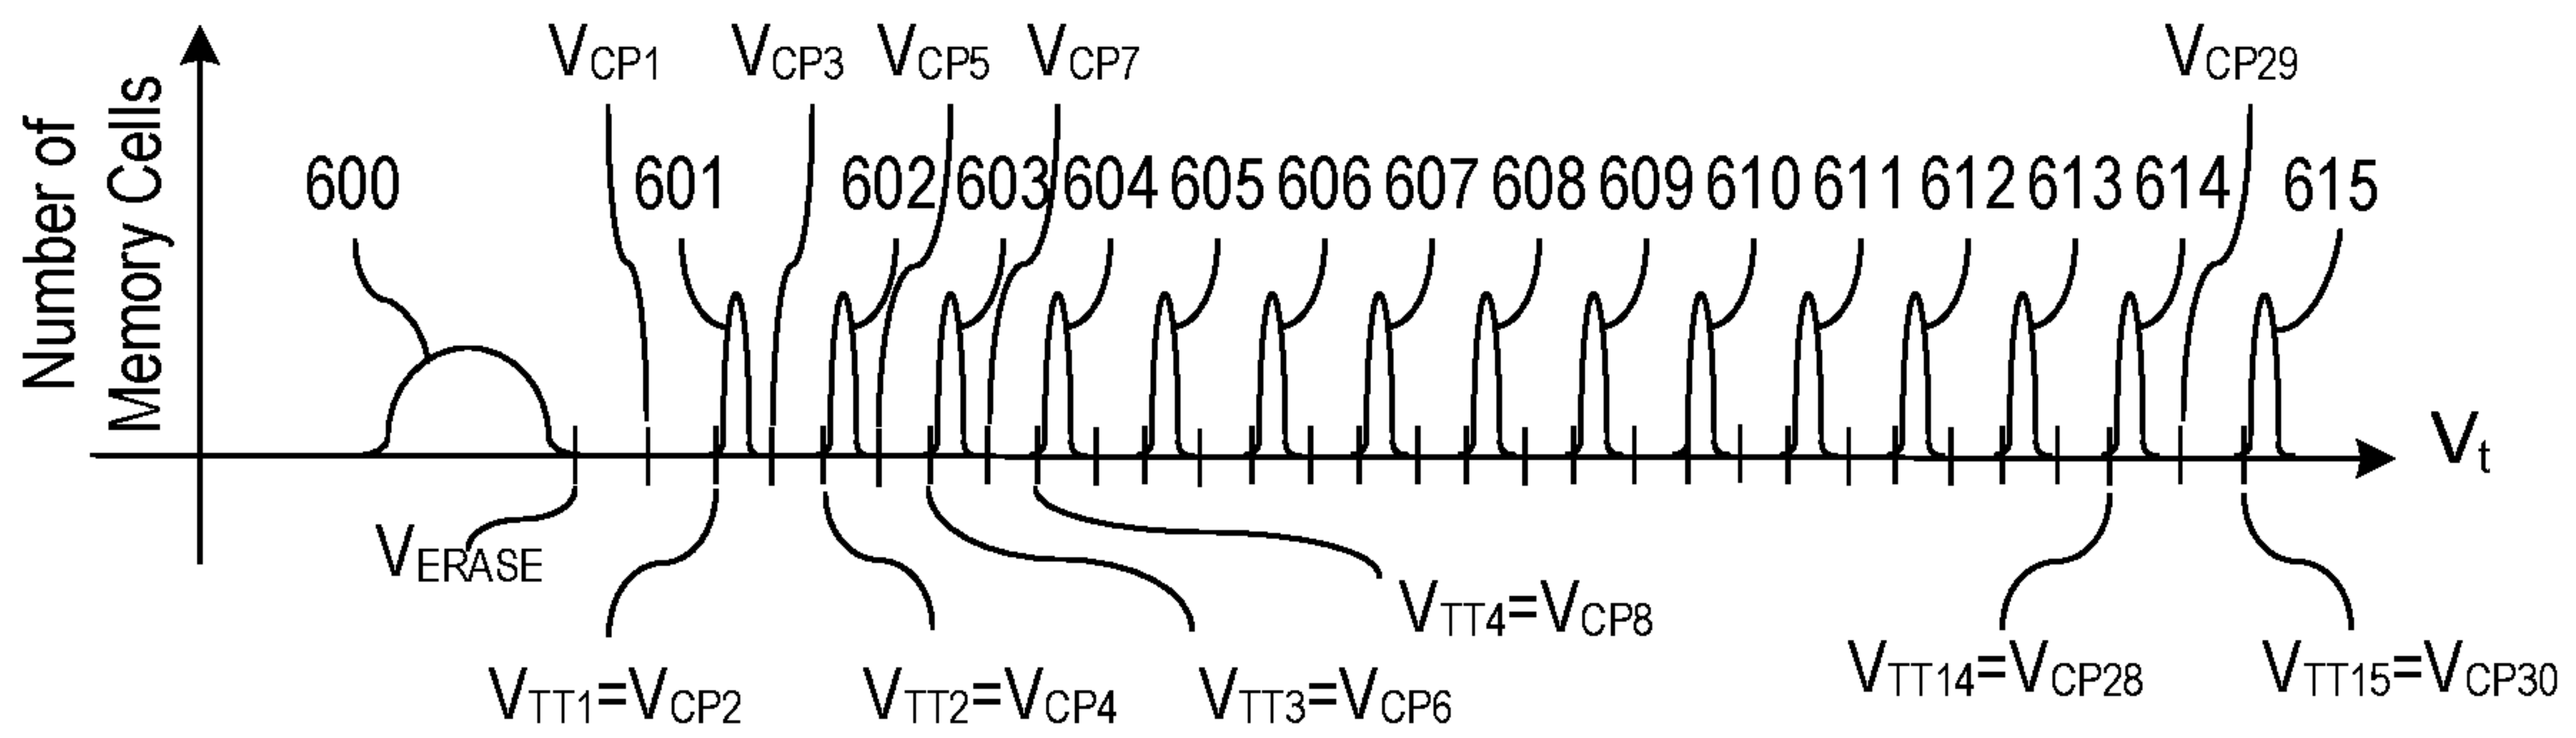 Number of
Memory Cells
VCP1 VCP3 VCP5 VCP7 VCP29
600 601 602 603 604 605 606 607 608 609 610 611 612 613 614 615
Vt
VERASE
VTT4=VCP8
VTT1=VCP2 VTT2=VCP4 VTT3=VCP6 VTT14=VCP28 VTT15=VCP30